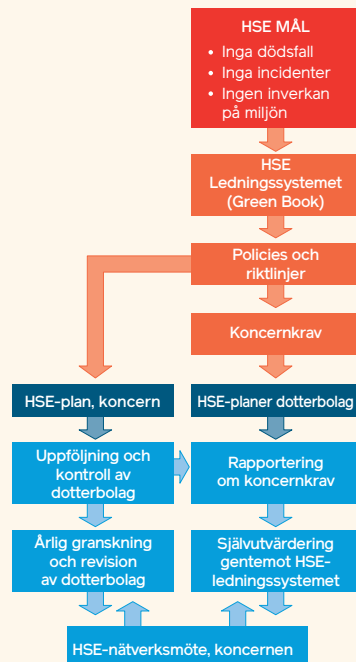 HSE MÅL
• Inga dödsfall
• Inga incidenter
• Ingen inverkan
på miljön
HSE
Ledningssystemet
(Green Book)
Policies och
riktlinjer
Koncernkrav
HSE-plan, koncern
HSE-planer dotterbolag
Uppföljning och
kontroll av
dotterbolag
Rapportering
om koncernkrav
Årlig granskning
och revision
av dotterbolag
Självutvärdering
gentemot HSE-
ledningssystemet
HSE-nätverksmöte, koncernen